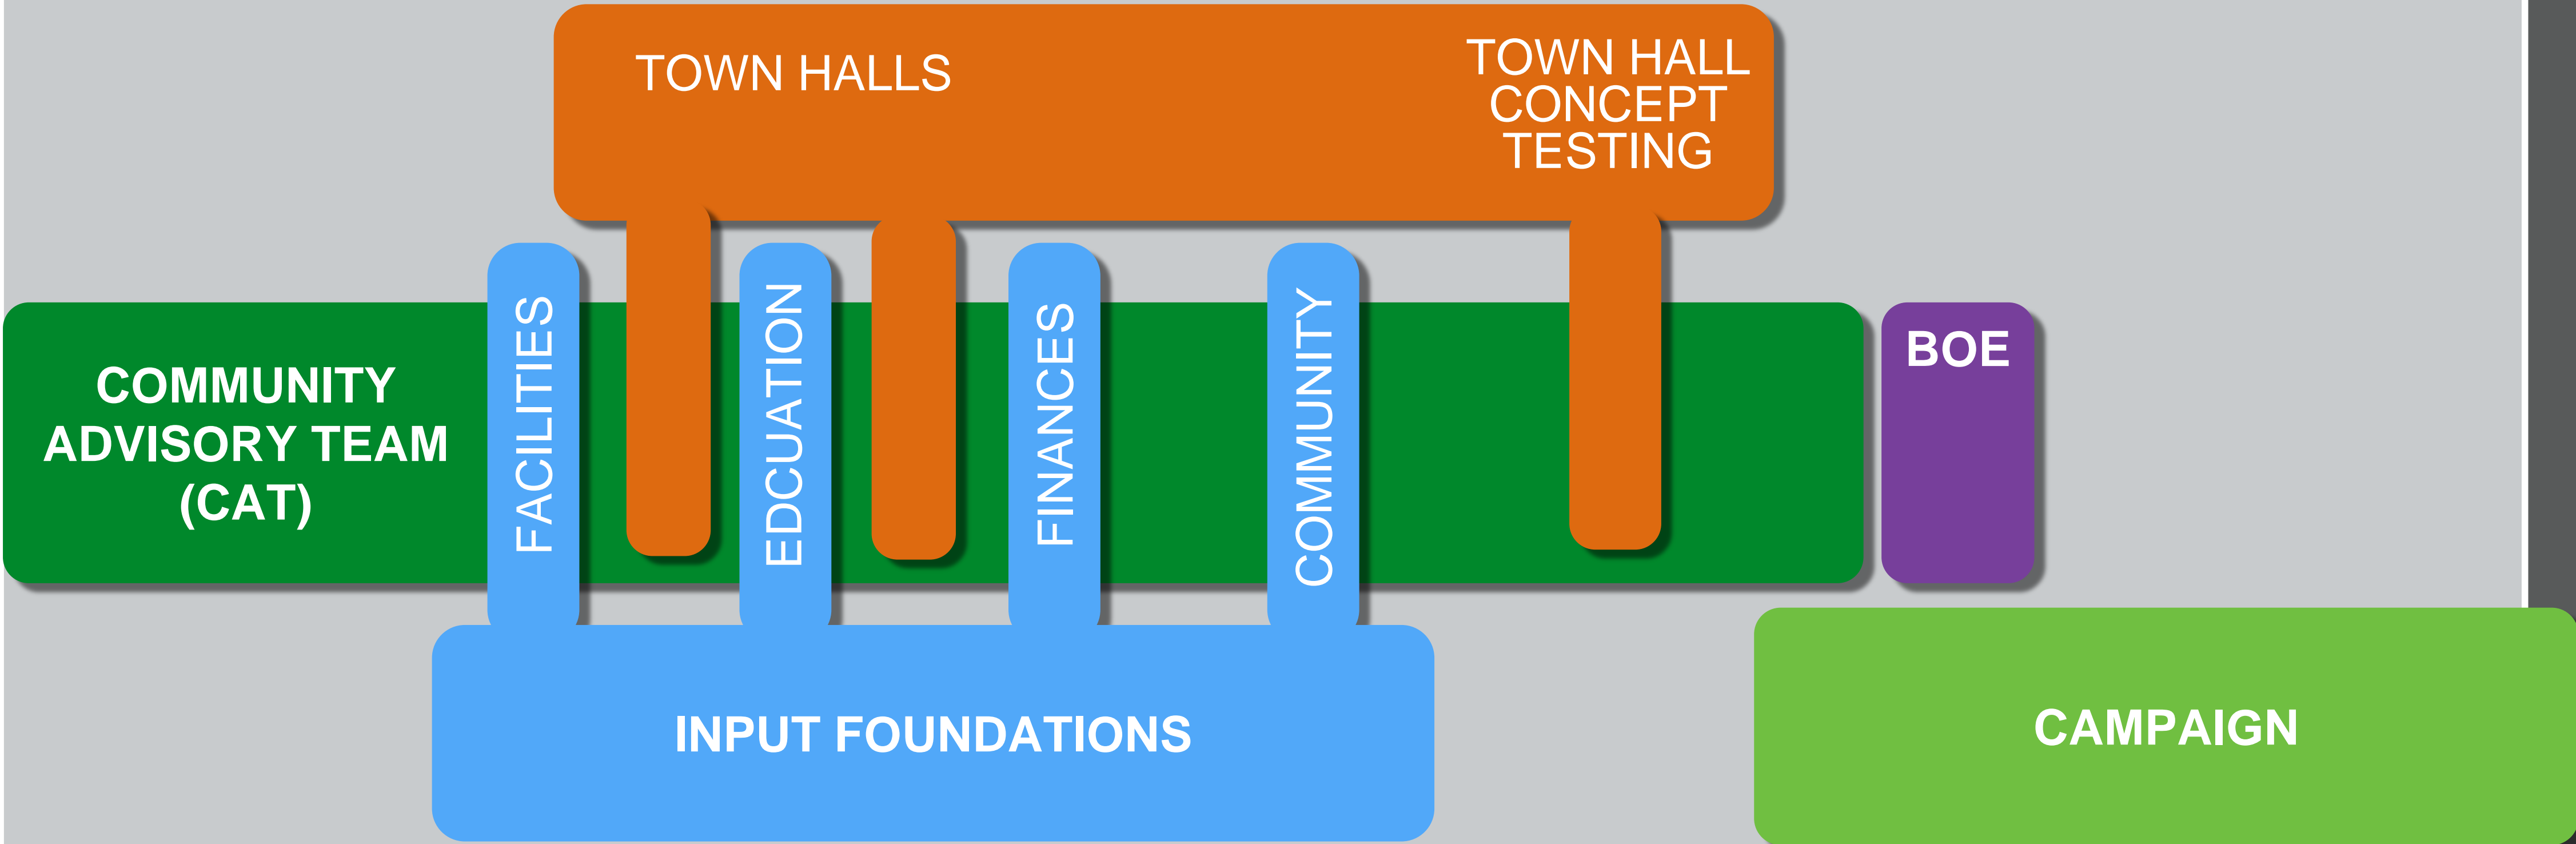 TOWN HALLS
TOWN HALL
CONCEPT
TESTING
COMMUNITY
ADVISORY TEAM
(CAT)
FACILITIES
EDCUATION
FINANCES
COMMUNITY
BOE
INPUT FOUNDATIONS
CAMPAIGN